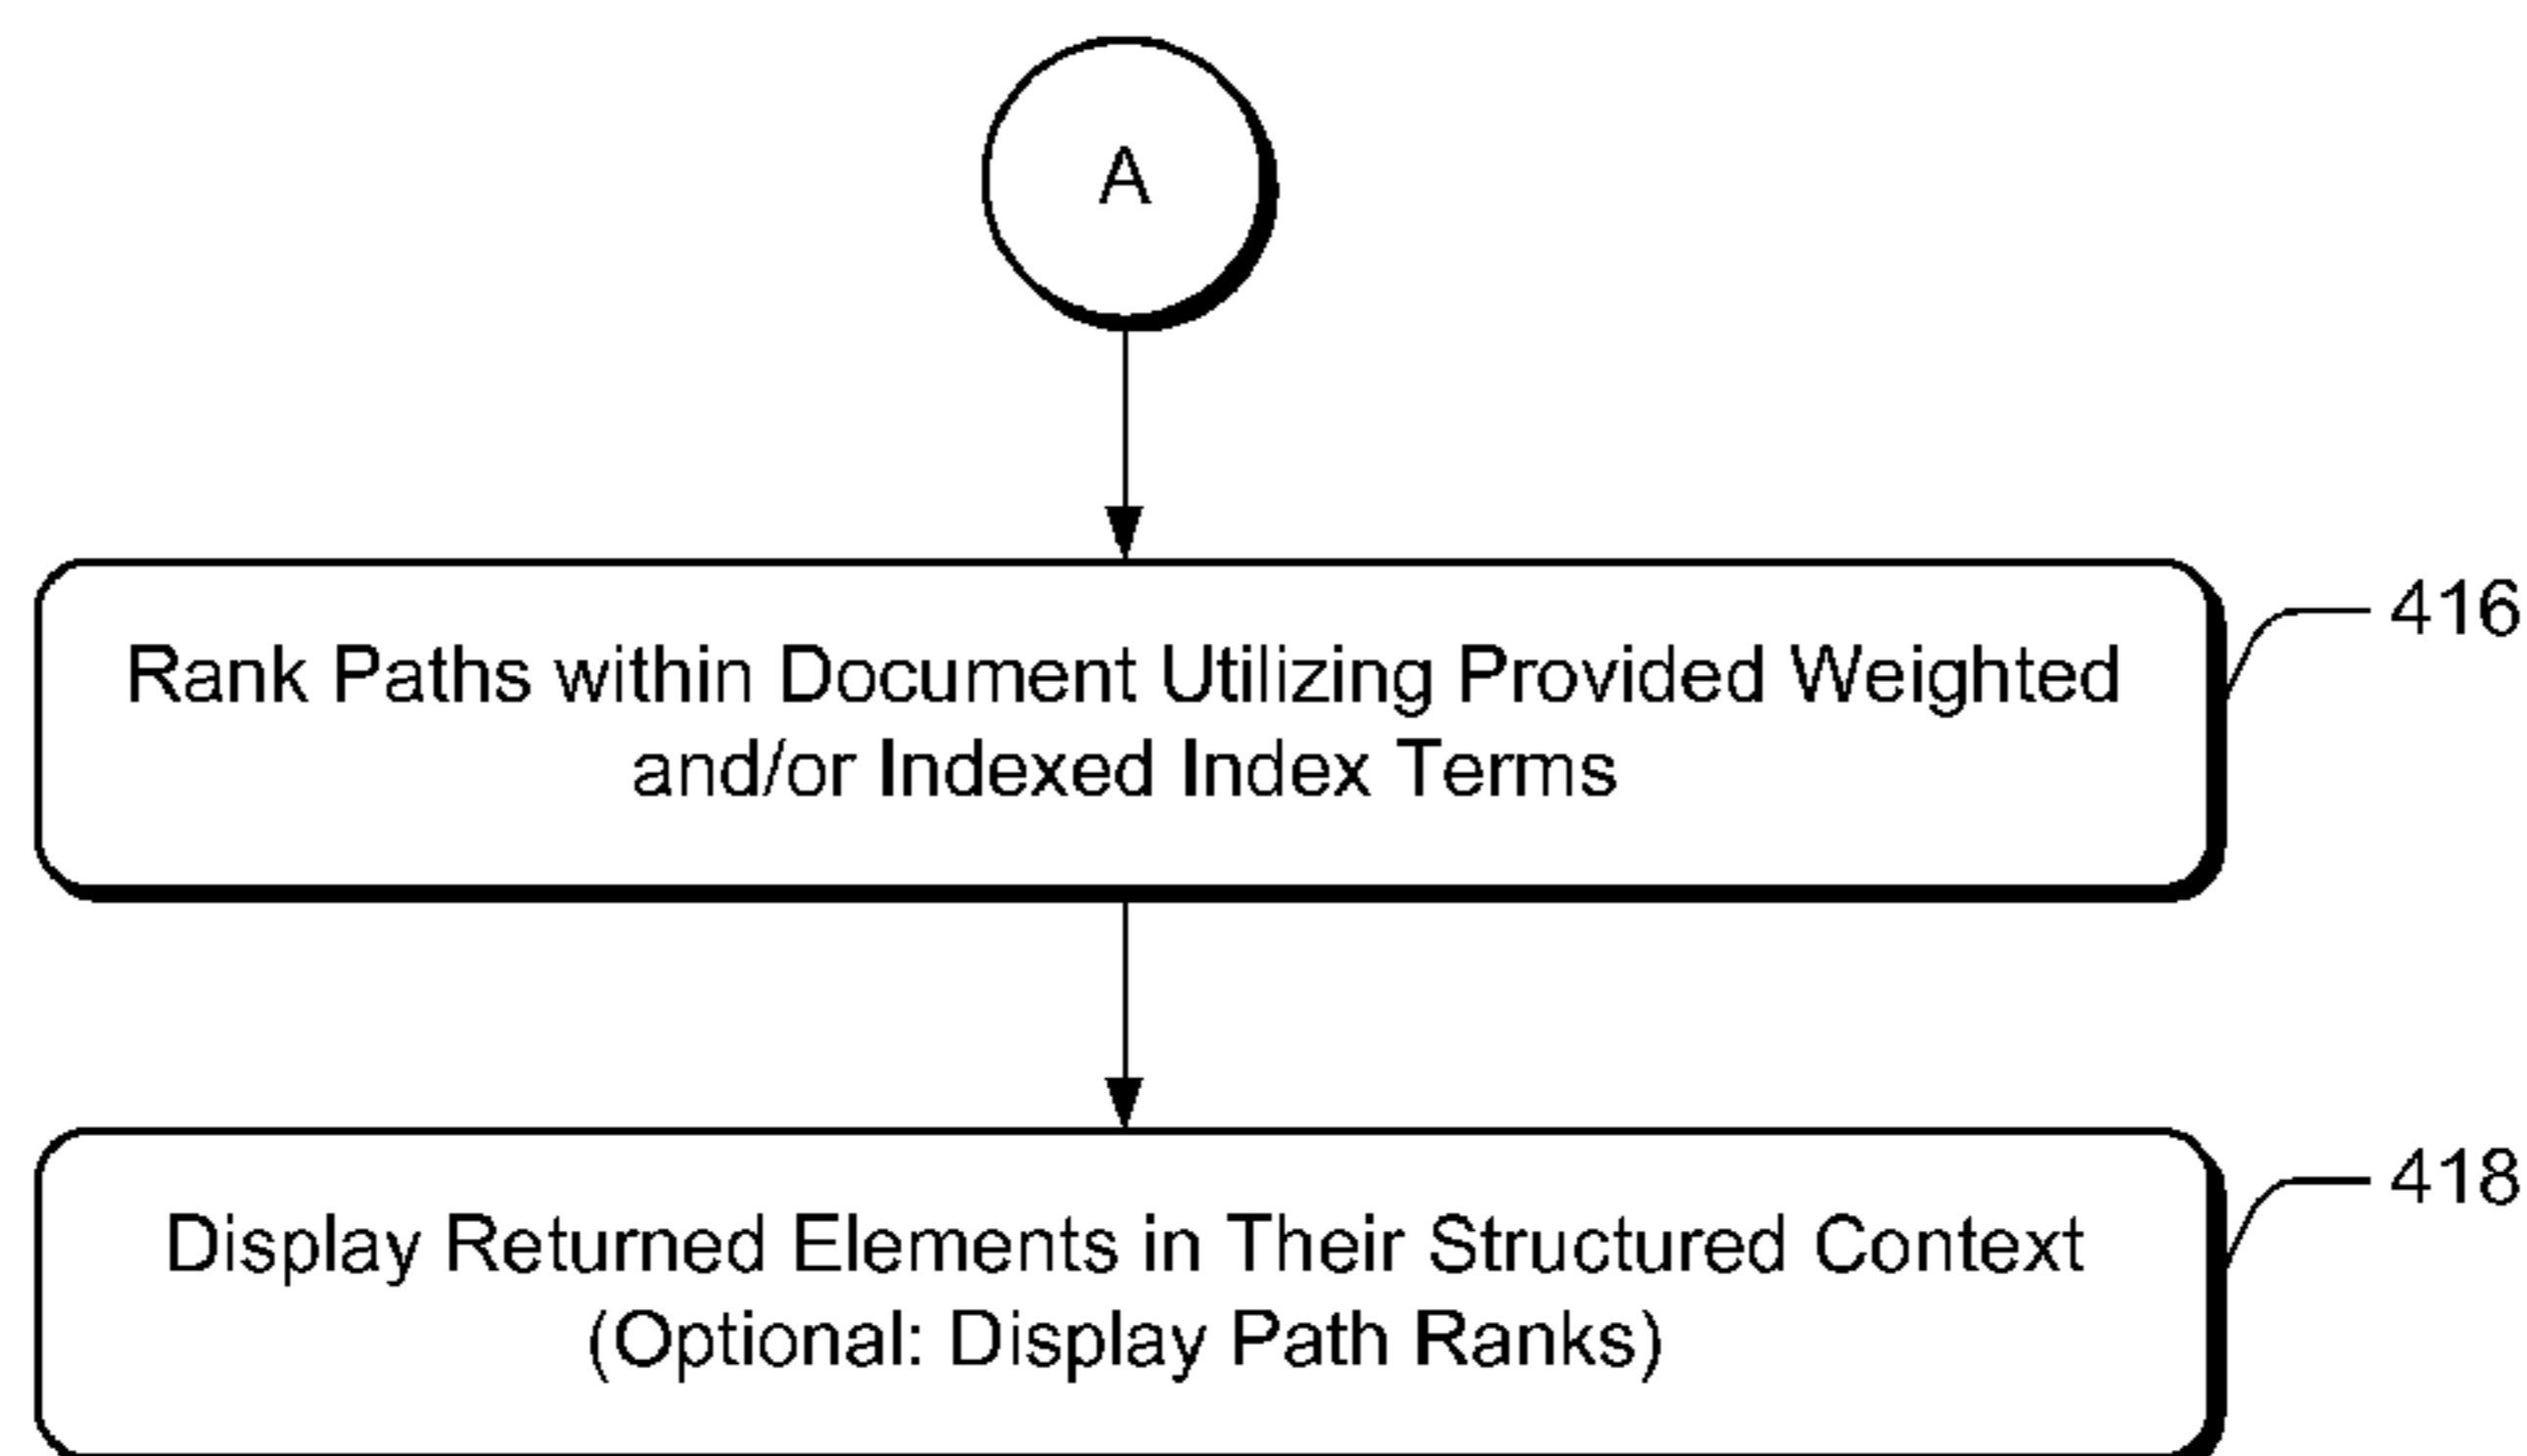 A
Rank Paths within Document Utilizing Provided Weighted
and/or Indexed Index Terms
416
Display Returned Elements in Their Structured Context
(Optional: Display Path Ranks)
418